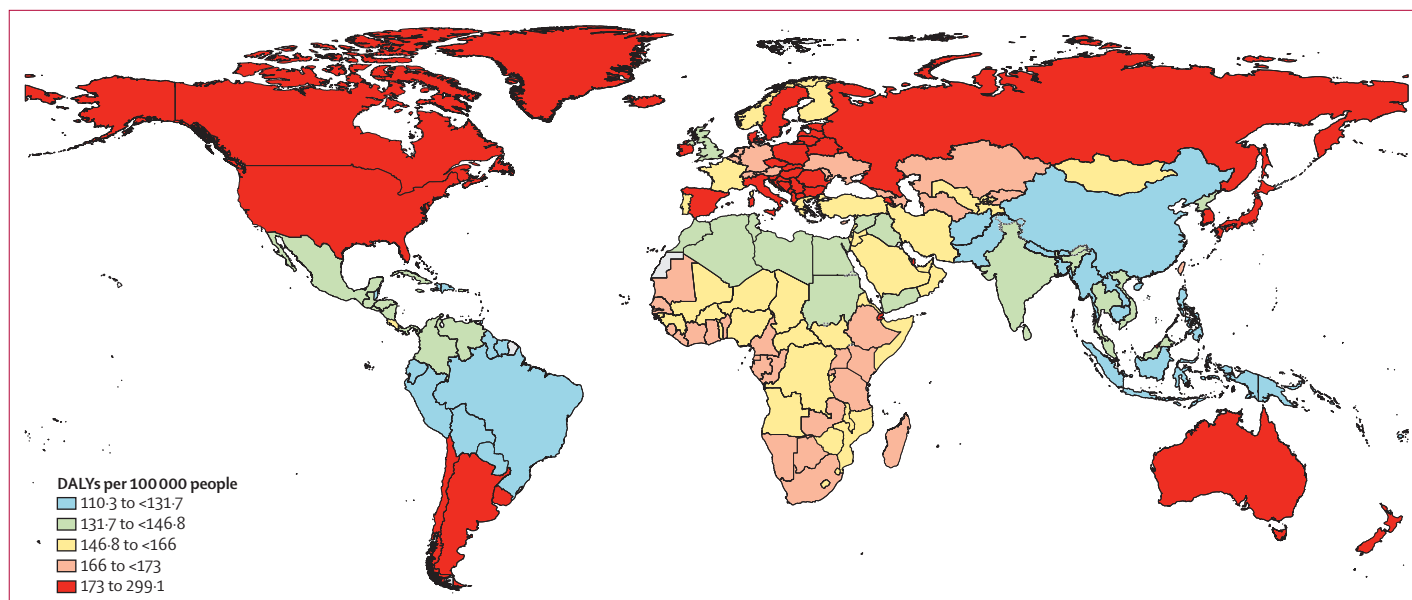 DALYs per 100 000 people
110·3 to <131·7
131·7 to <146·8
146·8 to <166
166 to <173
173 to 299·1